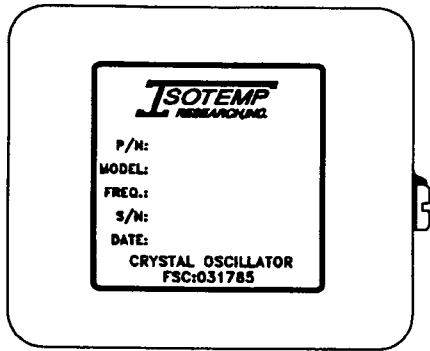 ISOTEMP
RESEARCH,INC.
P/N:
MODEL:
FREQ.:
S/N:
DATE:
CRYSTAL OSCILLATOR
FSC:031785